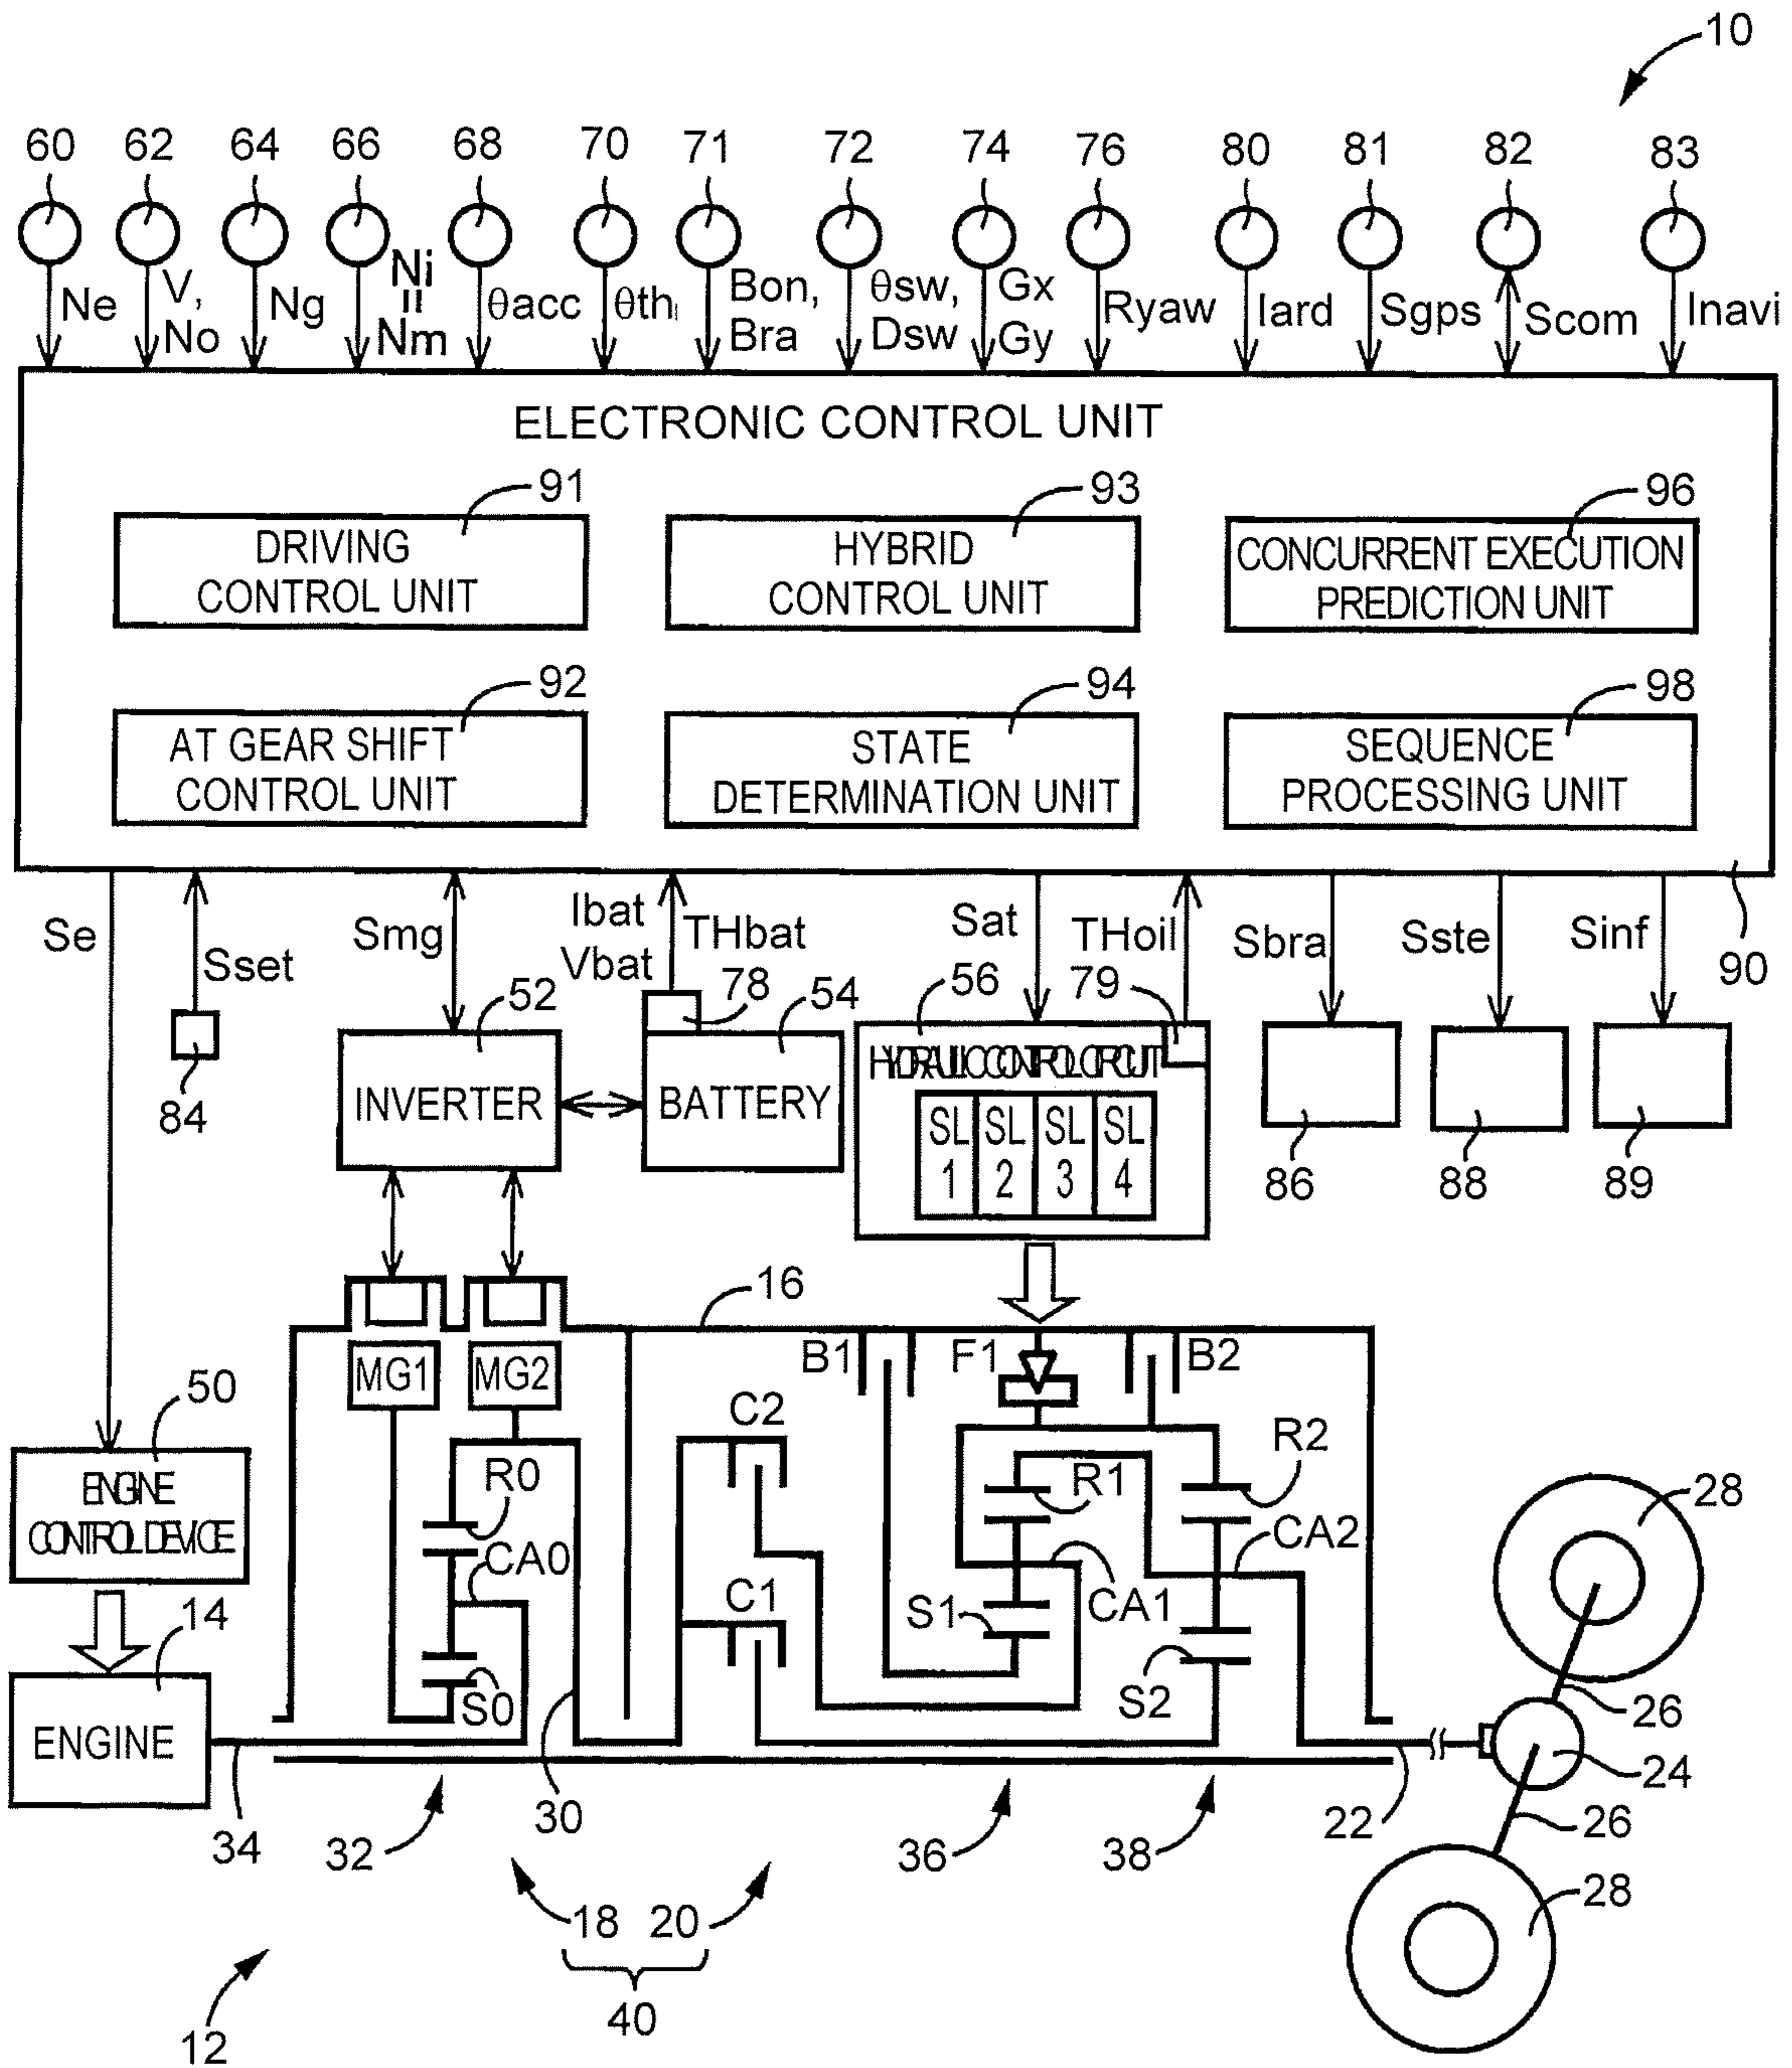 10
60 62 64 66 68 70 71 72 74 76 80 81 82 83
Ne
V,
No
Ng
Ni
=
Nm
θacc
θth
Bon,
Bra
θsw,
Dsw
Gx
Gy
Ryaw
Iard
Sgps
Scom
Inavi
ELECTRONIC CONTROL UNIT
91
DRIVING
CONTROL UNIT
93
HYBRID
CONTROL UNIT
96
CONCURRENT EXECUTION
PREDICTION UNIT
92
AT GEAR SHIFT
CONTROL UNIT
94
STATE
DETERMINATION UNIT
98
SEQUENCE
PROCESSING UNIT
90
Se
Sset
84
Smg
Ibat
Vbat
THbat
78
Sat
THoil
79
Sbra
Sste
Sinf
52
INVERTER
54
BATTERY
56
HYDRAULIC CONTROL CIRCUIT
SL
1
SL
2
SL
3
SL
4
86
88
89
16
MG1
MG2
B1
F1
B2
50
ENGINE
CONTROL DEVICE
C2
R0
R1
R2
28
CA0
CA2
C1
CA1
S1
14
ENGINE
S0
S2
26
24
34
32
30
36
38
22
26
28
18 20
40
12